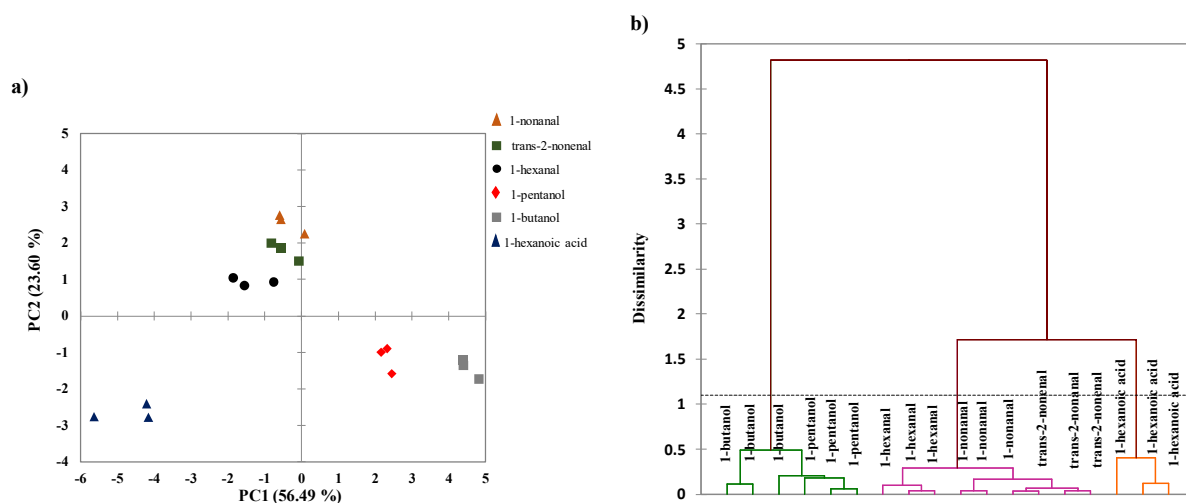 a)
1-nonanal
trans-2-nonenal
1-hexanal
1-pentanol
1-butanol
1-hexanoic acid
5
4
3
2
1
0
-1
-2
-3
-4
-6 -5 -4 -3 -2 -1 0 1 2 3 4 5
PC2 (23.60 %)
PC1 (56.49 %)
b)
5
4.5
4
3.5
3
2.5
2
1.5
1
0.5
0
Dissimilarity
1-butanol
1-butanol
1-butanol
1-pentanol
1-pentanol
1-pentanol
1-hexanal
1-hexanal
1-hexanal
1-nonanal
1-nonanal
1-nonanal
trans-2-nonenal
trans-2-nonanal
trans-2-nonenal
1-hexanoic acid
1-hexanoic acid
1-hexanoic acid